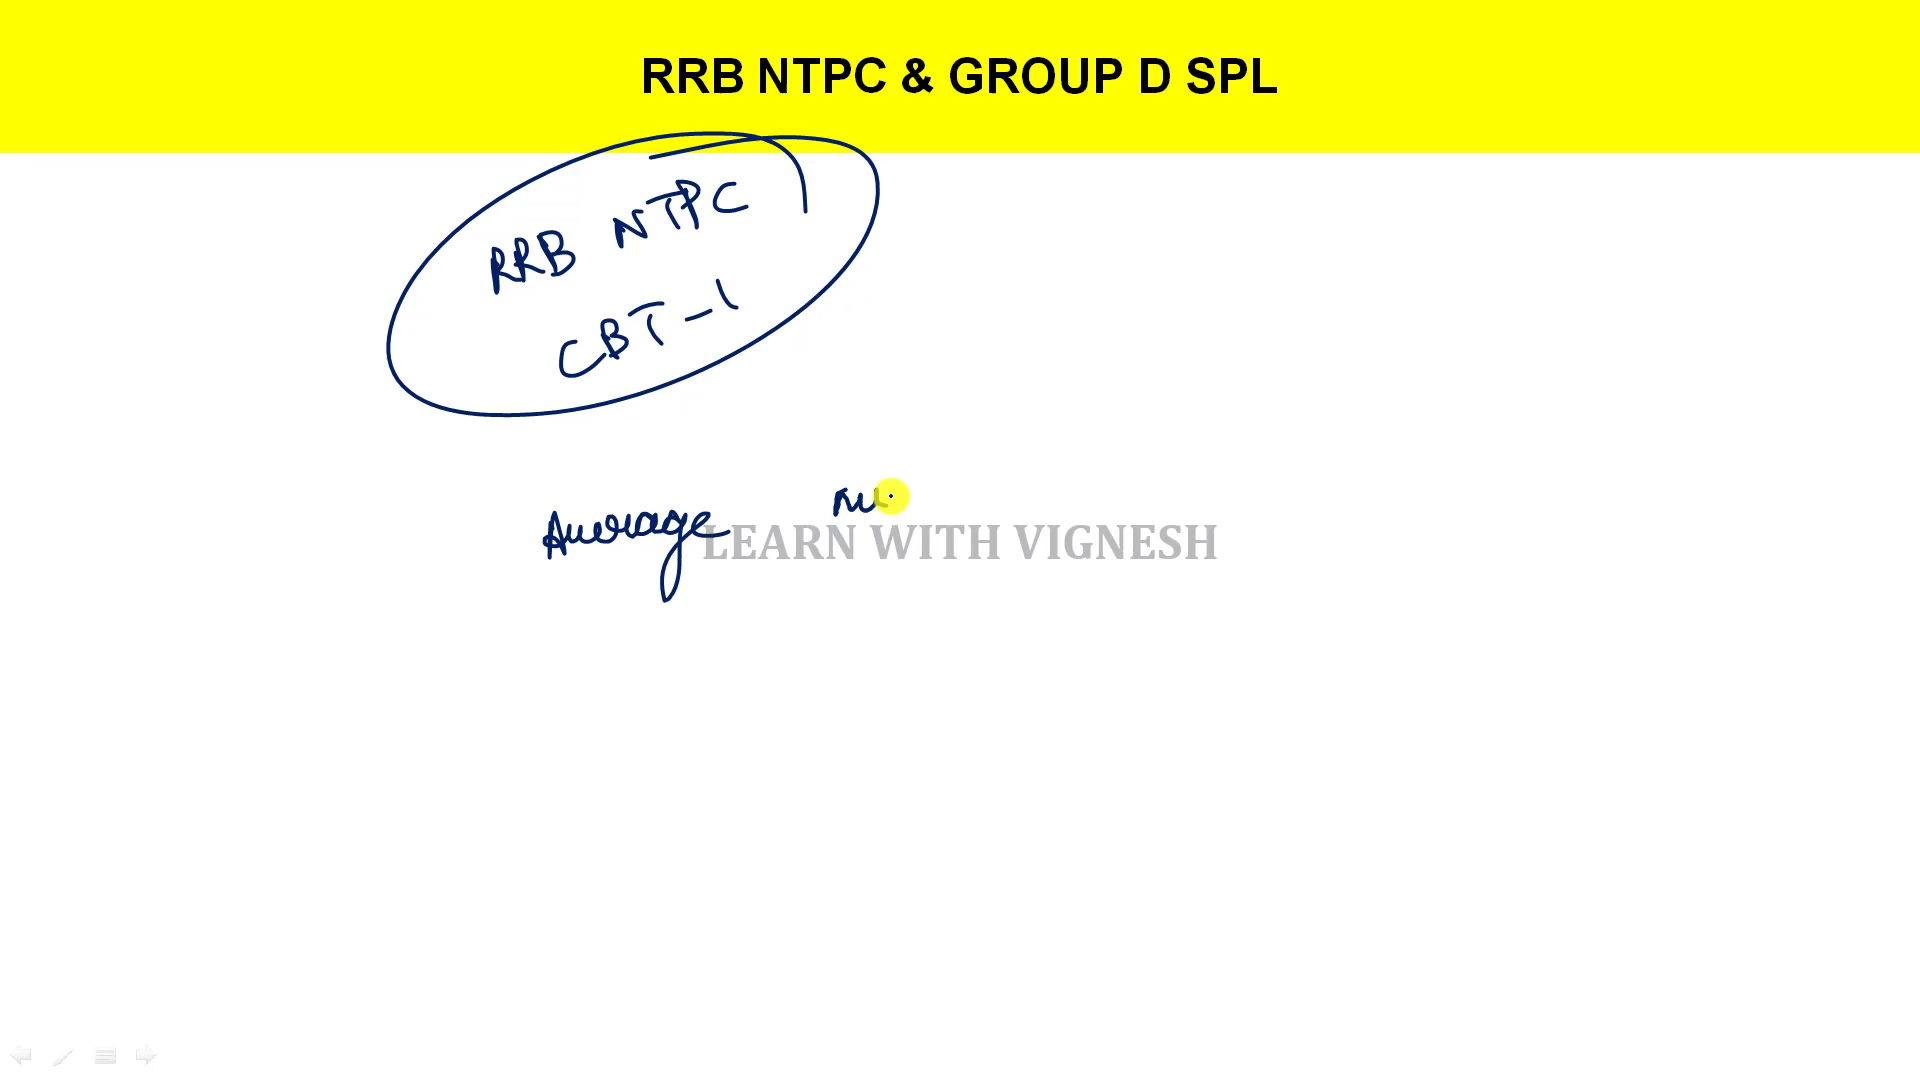 RRB NTPC & GROUP D SPL
RRB NTPC
CBT-1
Average
LEARN WITH VIGNESH